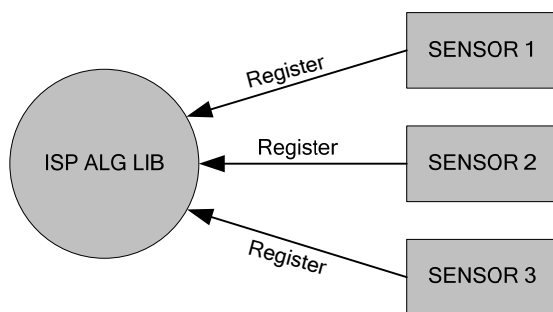 Register
SENSOR 1
ISP ALG LIB
Register
SENSOR 2
Register
SENSOR 3